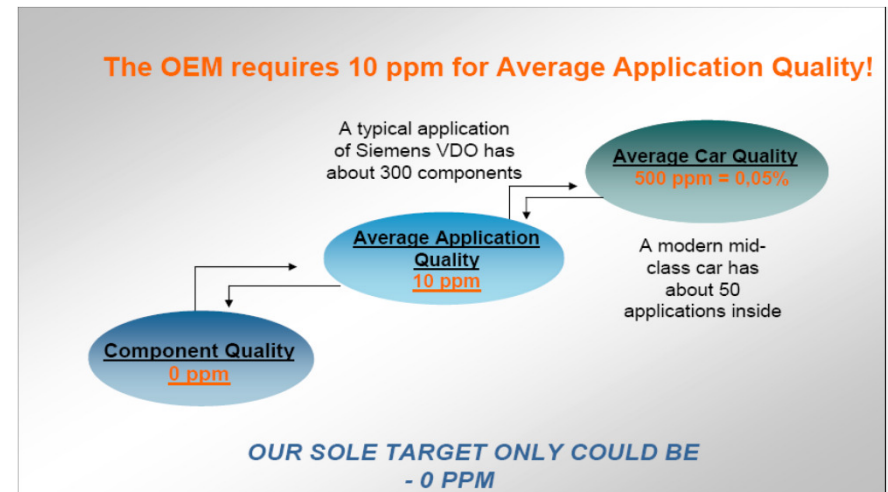 The OEM requires 10 ppm for Average Application Quality!
A typical application
of Siemens VDO has
about 300 components
Average Car Quality
500 ppm = 0,05%
Average Application
Quality
10 ppm
A modern mid-
class car has
about 50
applications inside
Component Quality
0 ppm
OUR SOLE TARGET ONLY COULD BE
- 0 PPM